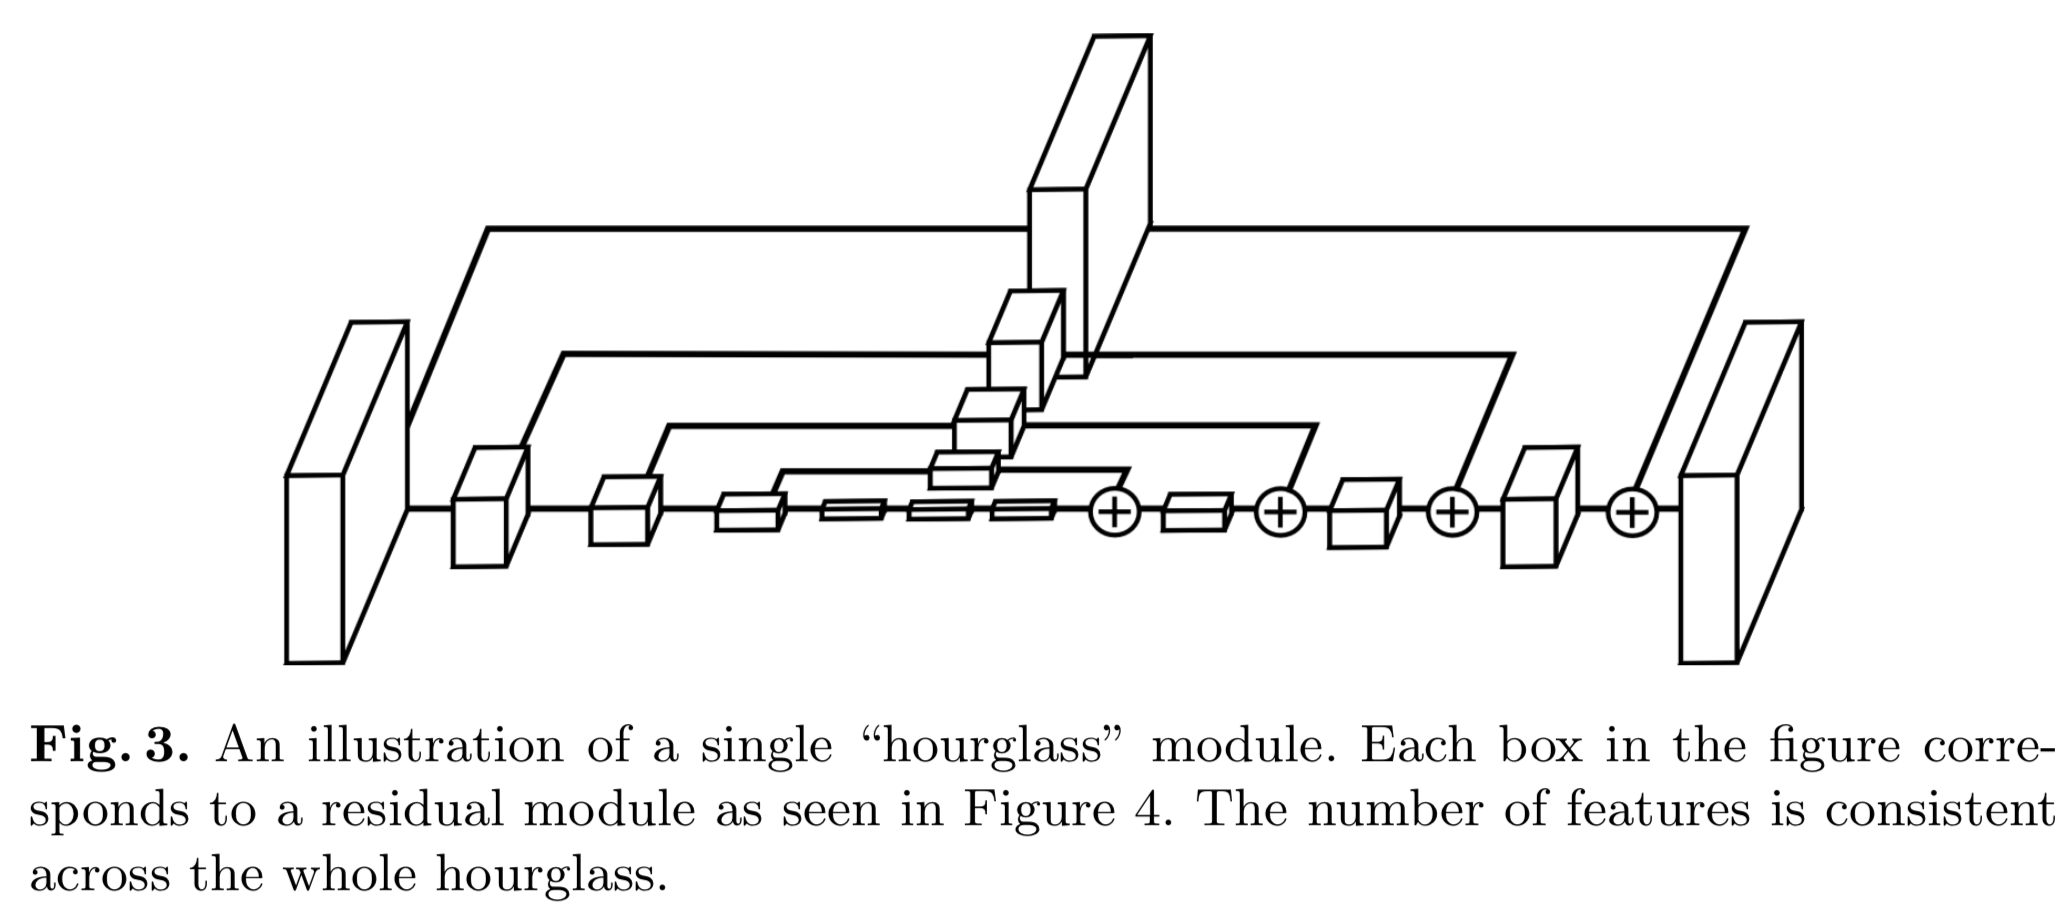 Fig. 3. An illustration of a single “hourglass” module. Each box in the figure corre-
sponds to a residual module as seen in Figure 4. The number of features is consistent
across the whole hourglass.